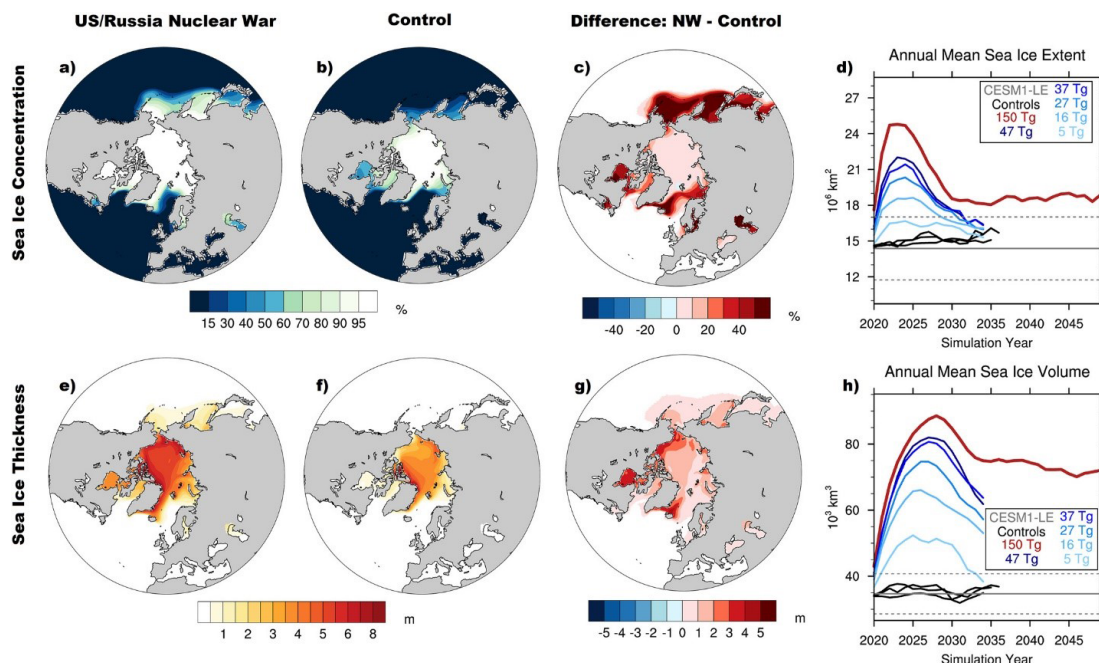 US/Russia Nuclear War
Control
Difference: NW - Control
Sea Ice Concentration
a)
b)
c)
d)
Annual Mean Sea Ice Extent
CESM1-LE 37 Tg
Controls 27 Tg
150 Tg 16 Tg
47 Tg 5 Tg
10⁶ km²
27
24
21
18
15
12
2020 2025 2030 2035 2040 2045
Simulation Year
15 30 40 50 60 70 80 90 95 %
-40 -20 0 20 40 %
Sea Ice Thickness
e)
f)
g)
h)
Annual Mean Sea Ice Volume
10³ km³
80
60
40
CESM1-LE 37 Tg
Controls 27 Tg
150 Tg 16 Tg
47 Tg 5 Tg
2020 2025 2030 2035 2040 2045
Simulation Year
1 2 3 4 5 6 7 8 m
-5 -4 -3 -2 -1 0 1 2 3 4 5 m